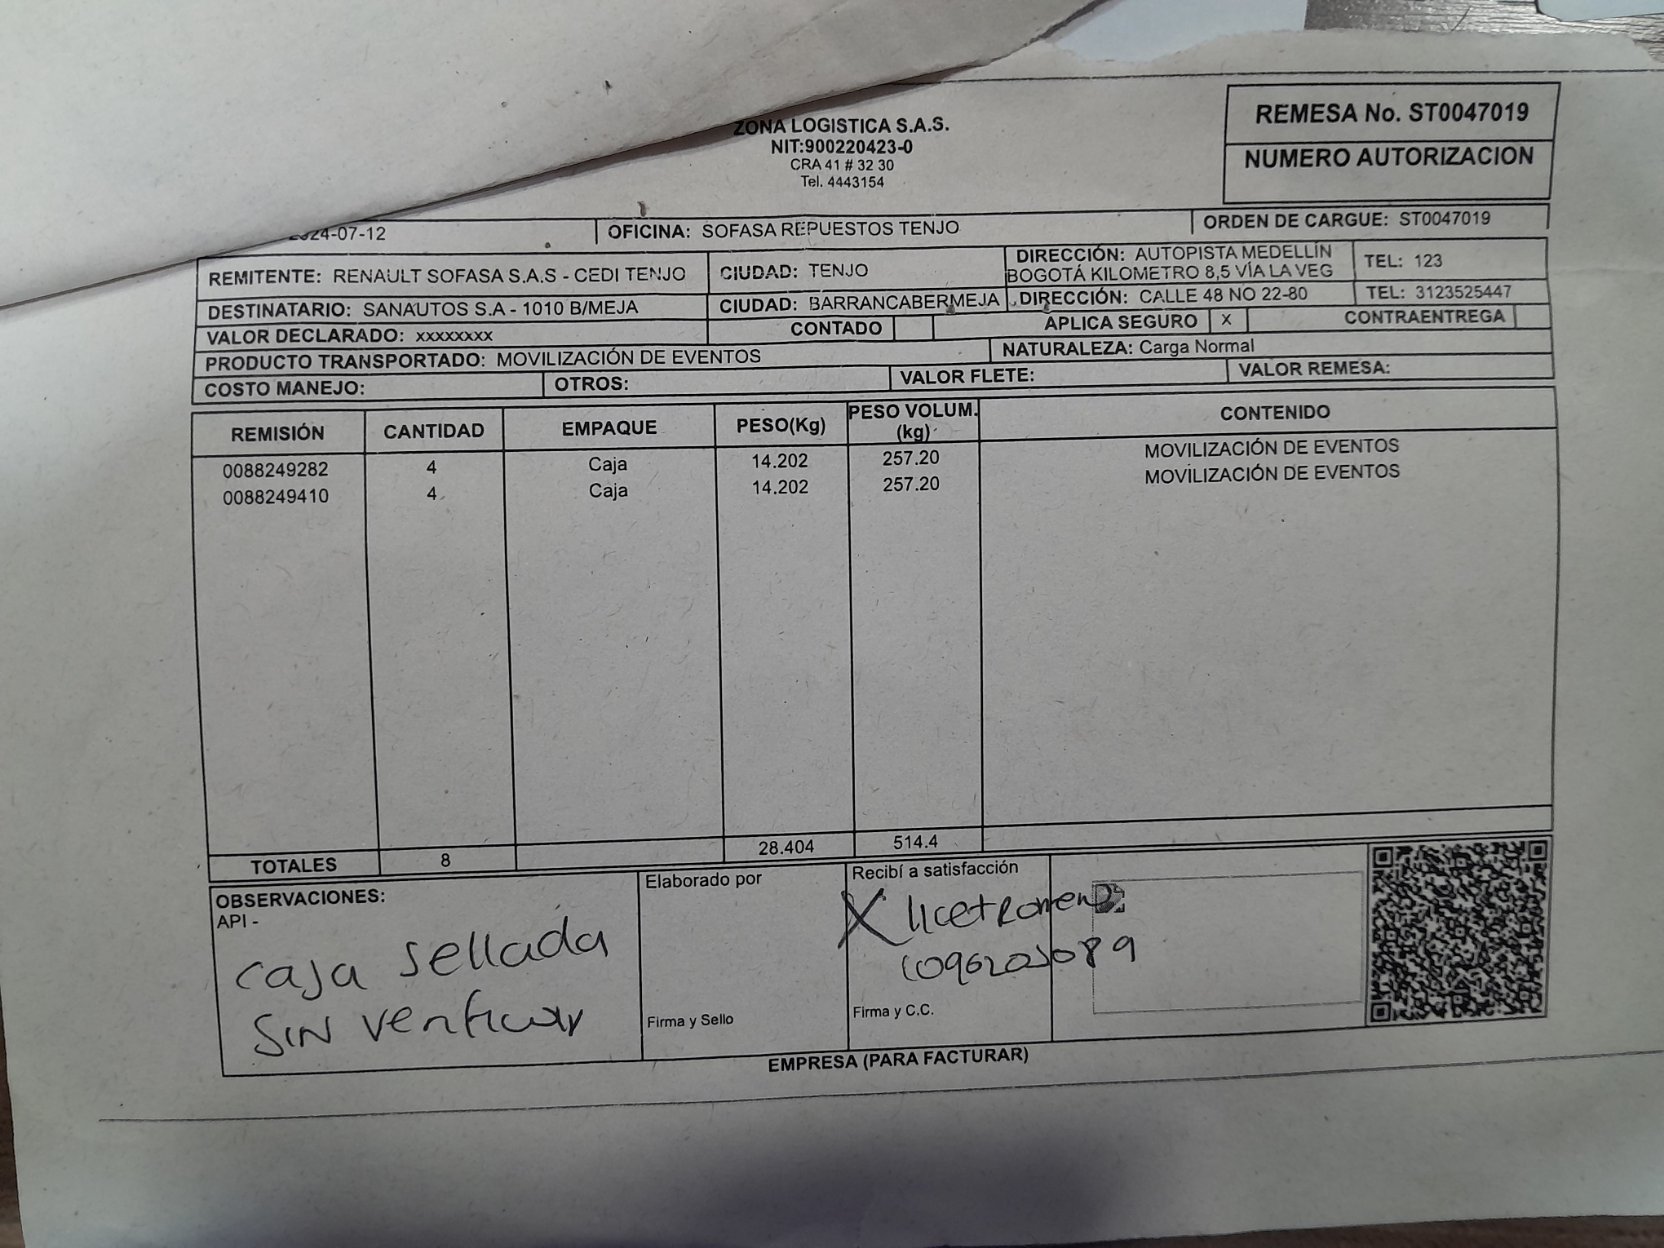 ZONA LOGISTICA S.A.S.
NIT:900220423-0
CRA 41 # 32 30
Tel. 4443154
REMESA No. ST0047019
NUMERO AUTORIZACION
2024-07-12 OFICINA: SOFASA REPUESTOS TENJO ORDEN DE CARGUE: ST0047019
REMITENTE: RENAULT SOFASA S.A.S - CEDI TENJO CIUDAD: TENJO DIRECCIÓN: AUTOPISTA MEDELLÍN BOGOTÁ KILOMETRO 8,5 VÍA LA VEG TEL: 123
DESTINATARIO: SANAUTOS S.A - 1010 B/MEJA CIUDAD: BARRANCABERMEJA DIRECCIÓN: CALLE 48 NO 22-80 TEL: 3123525447
VALOR DECLARADO: xxxxxxxx CONTADO APLICA SEGURO X CONTRAENTREGA
PRODUCTO TRANSPORTADO: MOVILIZACIÓN DE EVENTOS NATURALEZA: Carga Normal
COSTO MANEJO: OTROS: VALOR FLETE: VALOR REMESA:
REMISIÓN CANTIDAD EMPAQUE PESO(Kg) PESO VOLUM. (kg) CONTENIDO
0088249282 4 Caja 14.202 257.20 MOVILIZACIÓN DE EVENTOS
0088249410 4 Caja 14.202 257.20 MOVILIZACIÓN DE EVENTOS
TOTALES 8 28.404 514.4
OBSERVACIONES:
API -
caja sellada
sin verificar
Elaborado por
Firma y Sello
Recibí a satisfacción
X licet
Firma y C.C.
EMPRESA (PARA FACTURAR)